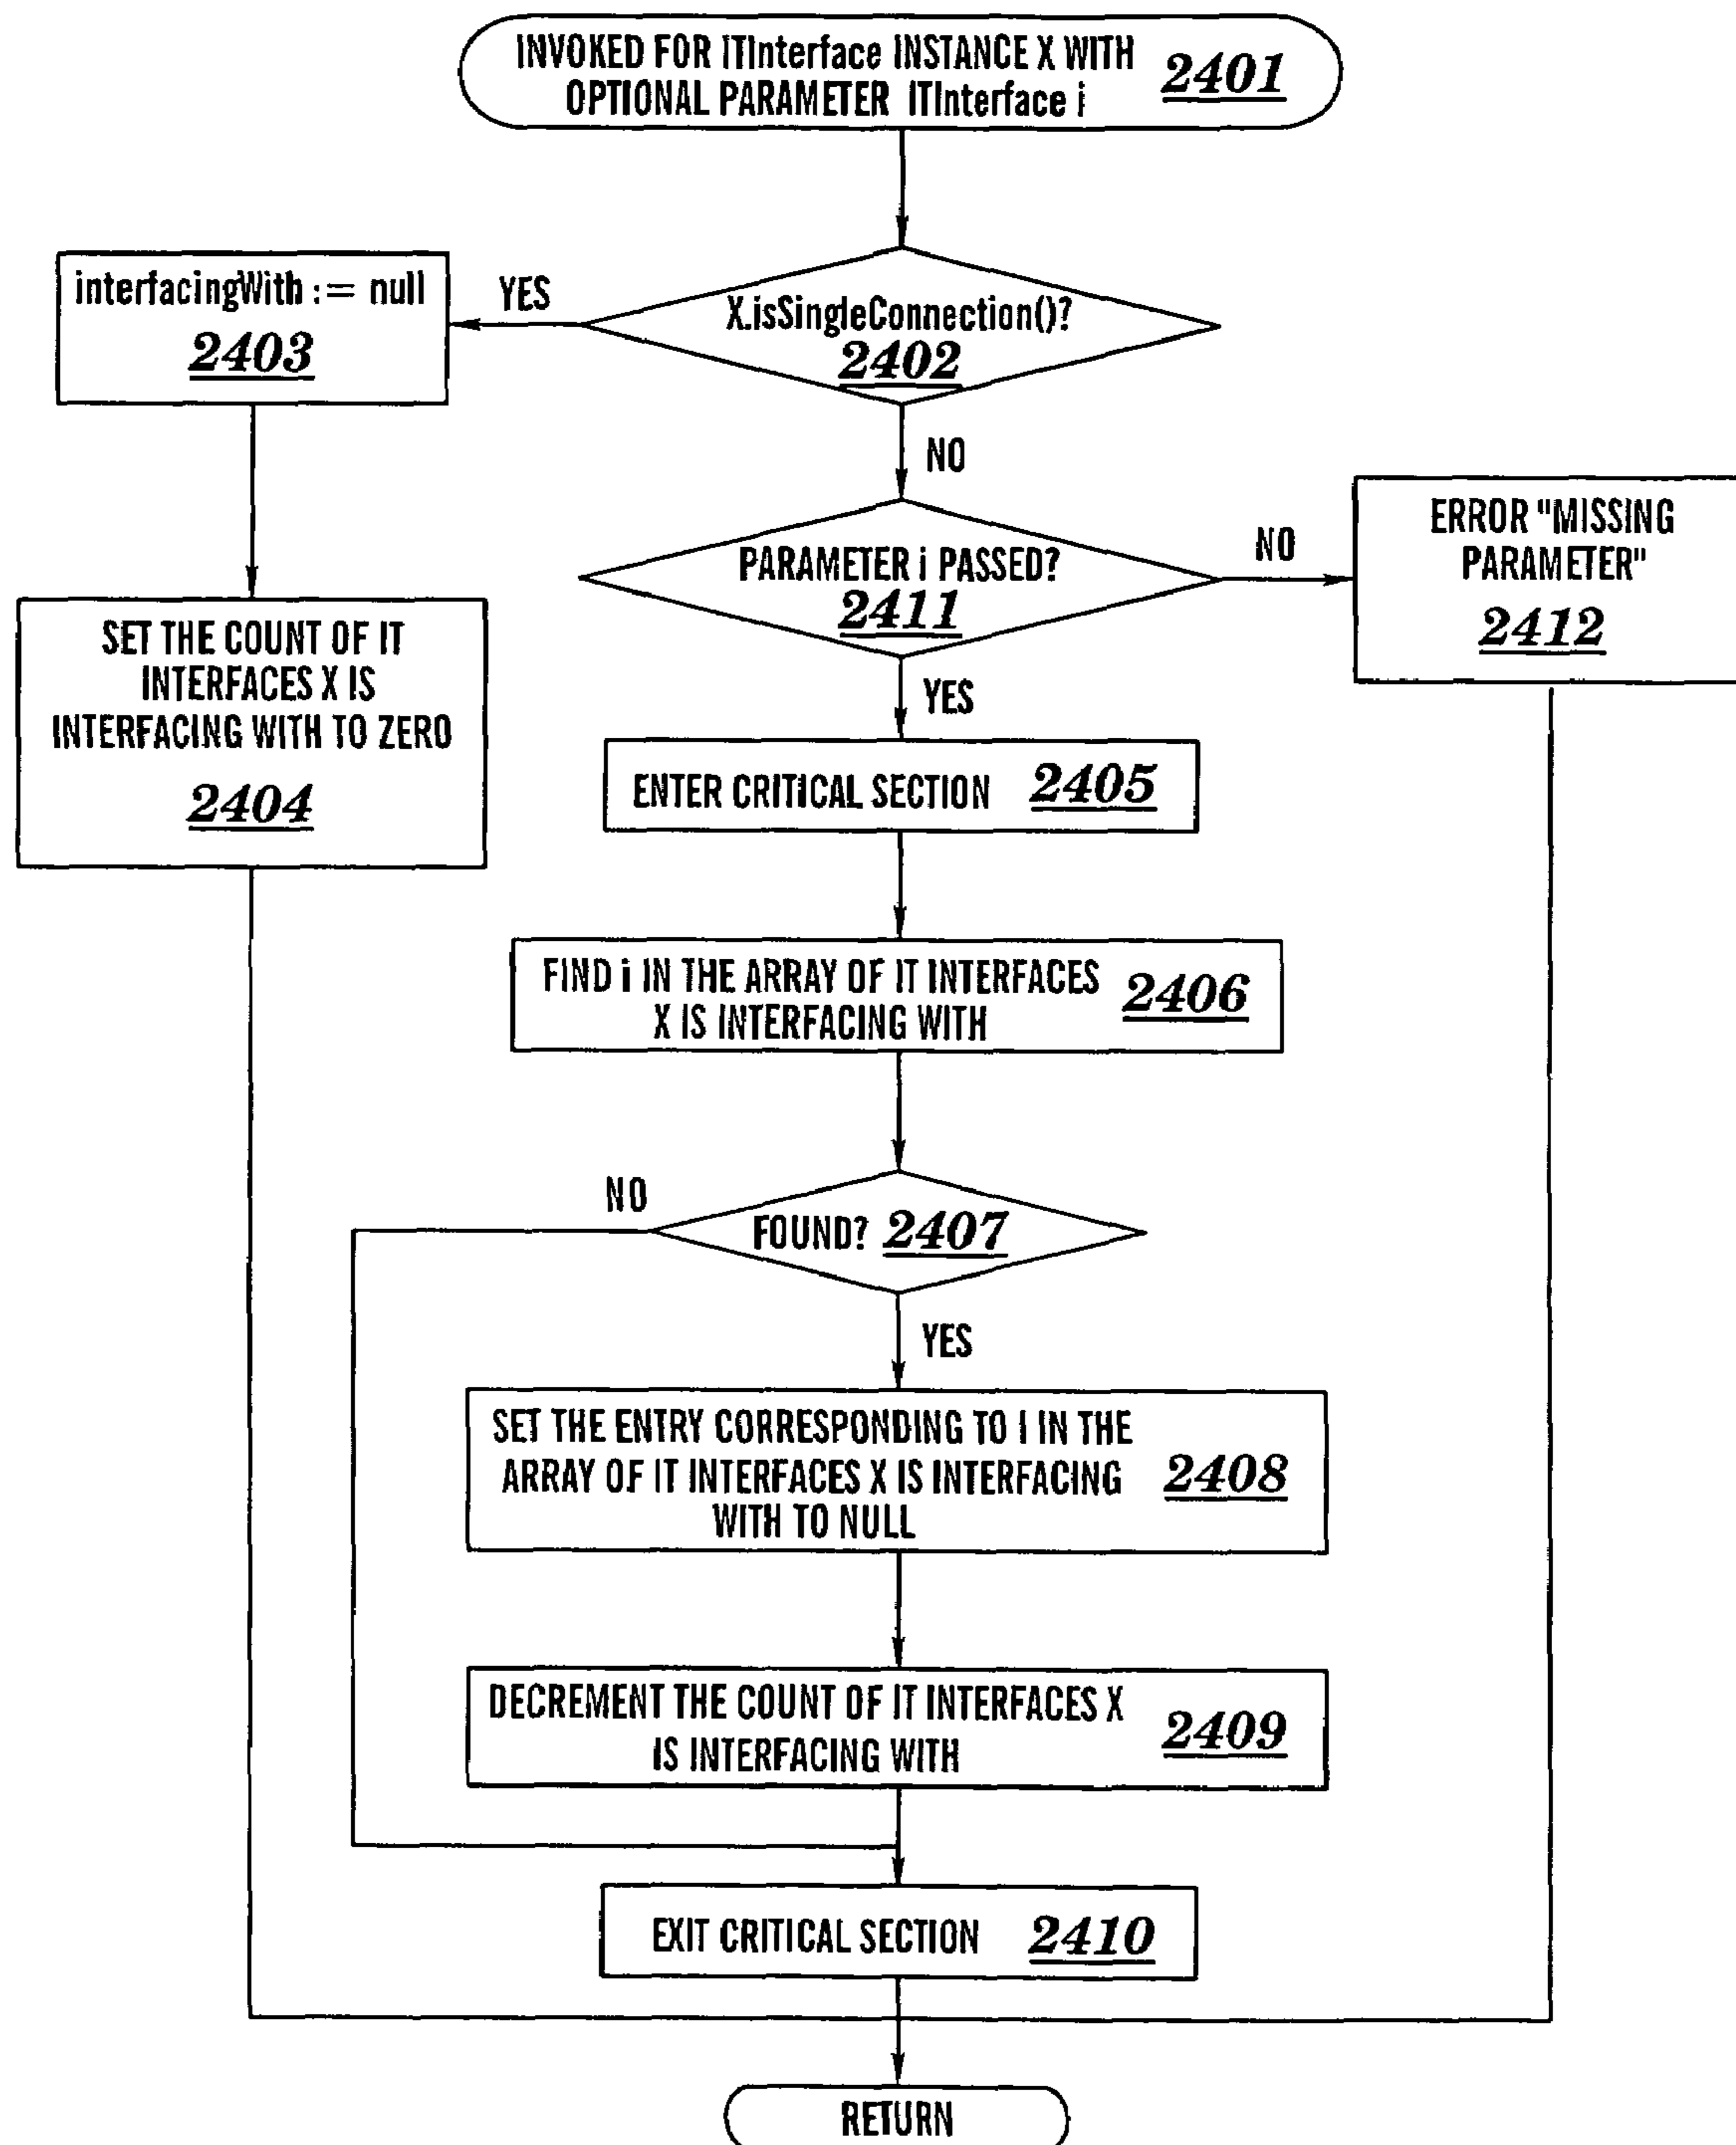 INVOKED FOR ITInterface INSTANCE X WITH
OPTIONAL PARAMETER ITInterface i
2401
interfacingWith := null
2403
YES
X.isSingleConnection()?
2402
NO
SET THE COUNT OF IT
INTERFACES X IS
INTERFACING WITH TO ZERO
2404
PARAMETER i PASSED?
2411
NO
ERROR "MISSING
PARAMETER"
2412
YES
ENTER CRITICAL SECTION 2405
FIND i IN THE ARRAY OF IT INTERFACES
X IS INTERFACING WITH
2406
NO
FOUND? 2407
YES
SET THE ENTRY CORRESPONDING TO I IN THE
ARRAY OF IT INTERFACES X IS INTERFACING
WITH TO NULL
2408
DECREMENT THE COUNT OF IT INTERFACES X
IS INTERFACING WITH
2409
EXIT CRITICAL SECTION 2410
RETURN